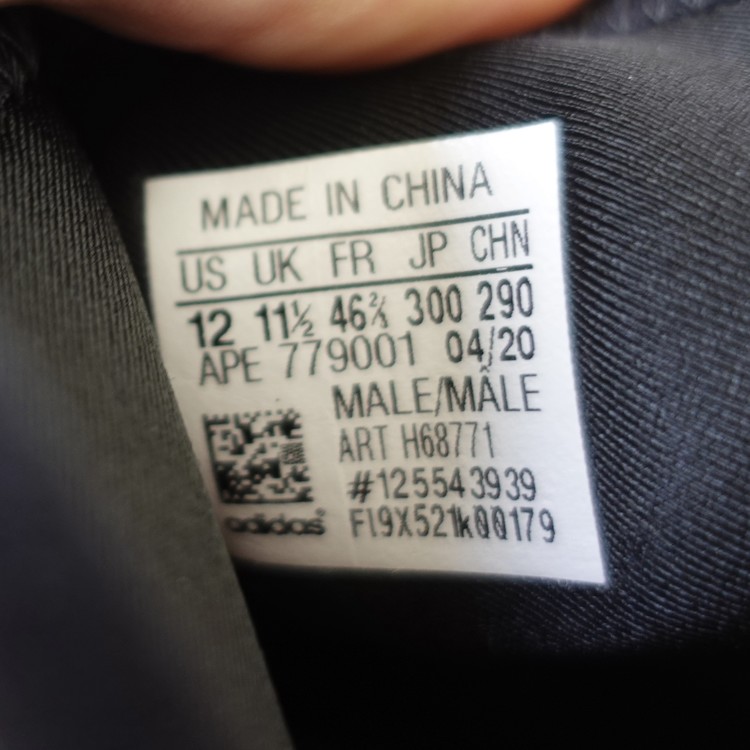 MADE IN CHINA
US UK FR JP CHN
12 11½ 46⅔ 300 290
APE 779001 04/20
MALE/MÂLE
ART H68771
#125543939
adidas® FI9X521k00179